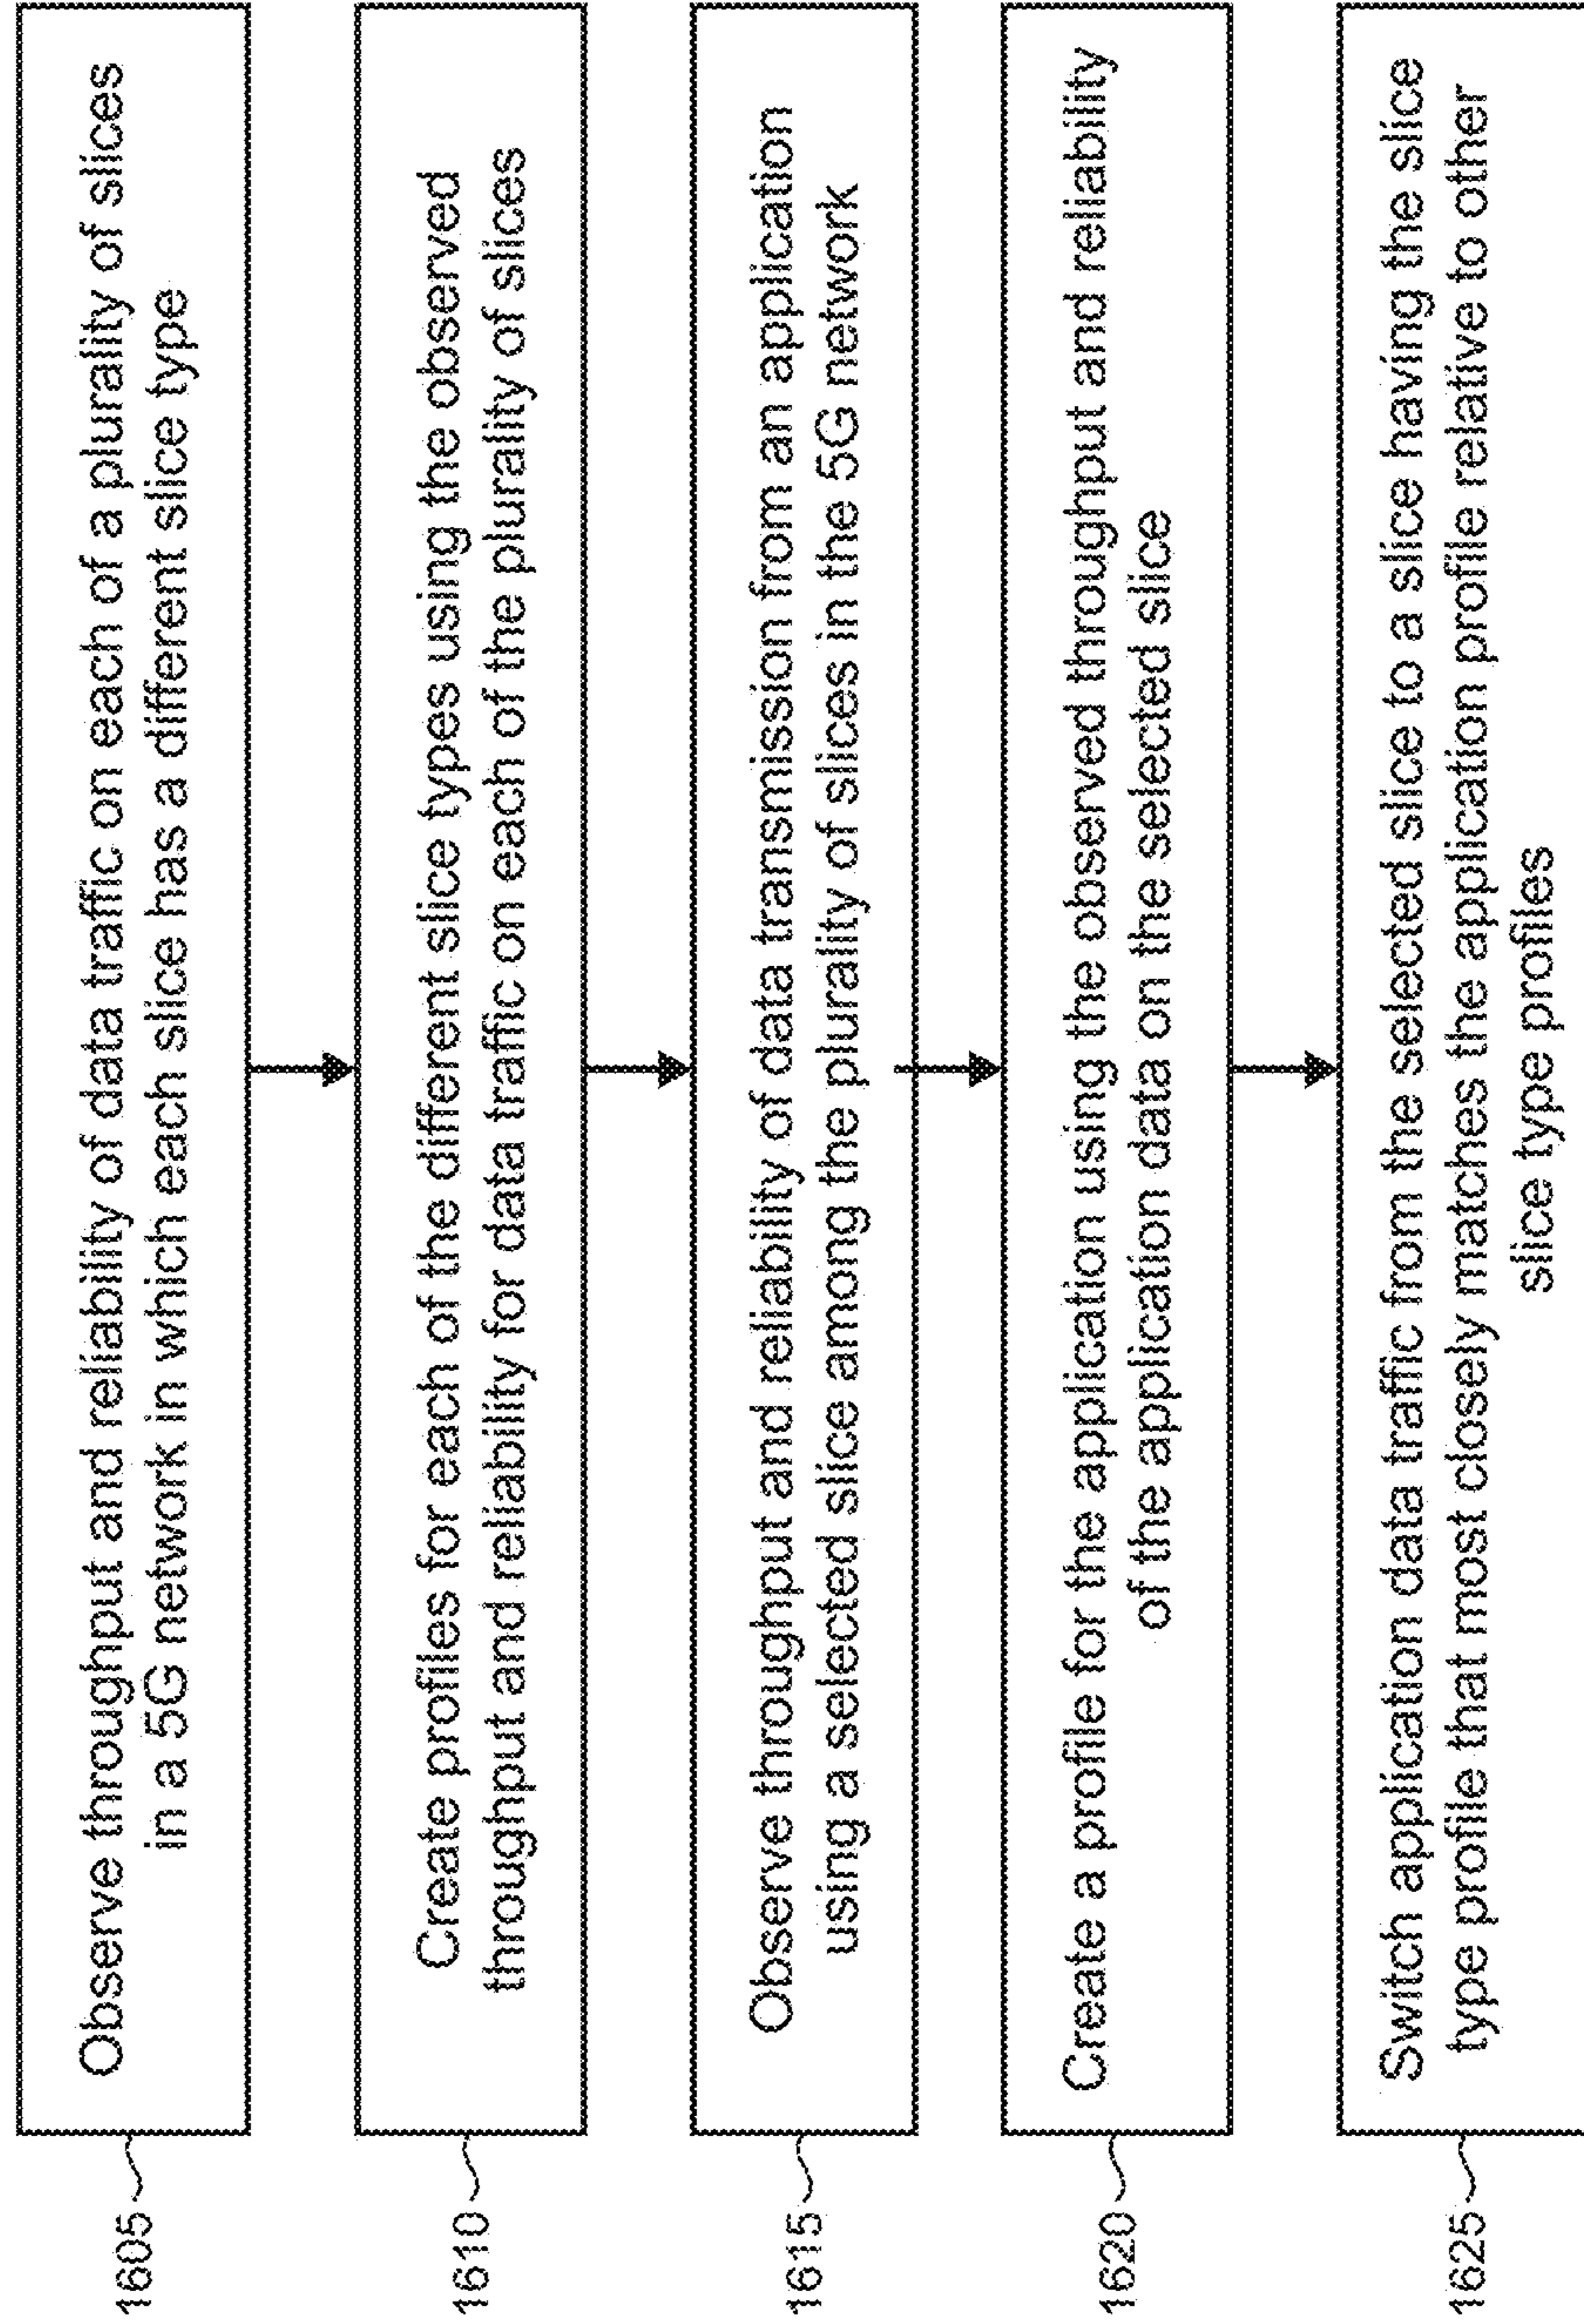 1605
Observe throughput and reliability of data traffic on each of a plurality of slices
in a 5G network in which each slice has a different slice type
1610
Create profiles for each of the different slice types using the observed
throughput and reliability for data traffic on each of the plurality of slices
1615
Observe throughput and reliability of data transmission from an application
using a selected slice among the plurality of slices in the 5G network
1620
Create a profile for the application using the observed throughput and reliability
of the application data on the selected slice
1625
Switch application data traffic from the selected slice to a slice having the slice
type profile that most closely matches the application profile relative to other
slice type profiles